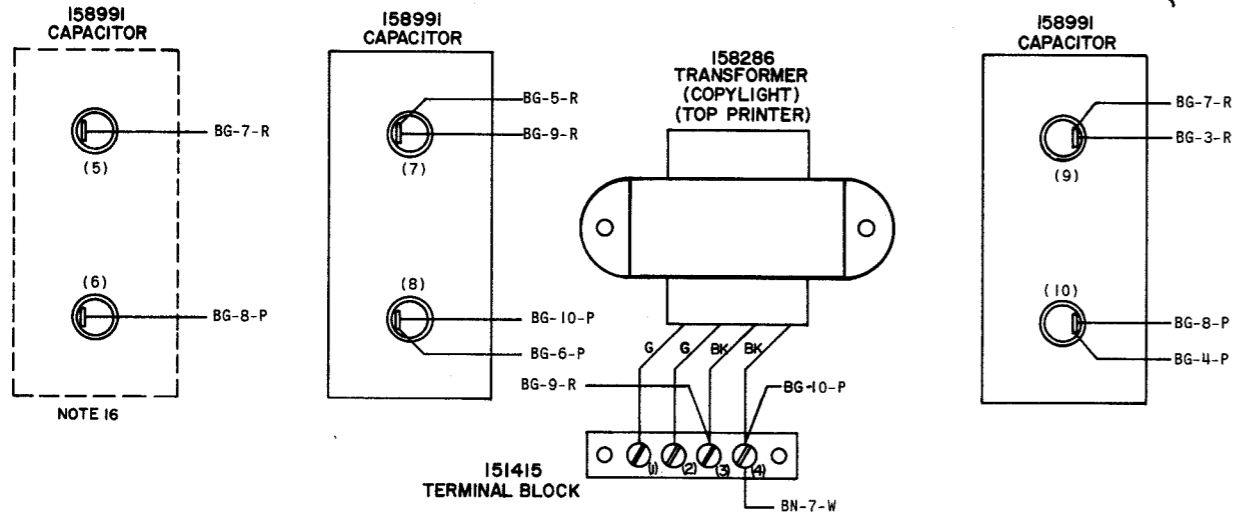 158991
CAPACITOR
BG-7-R
(5)
(6)
BG-8-P
NOTE 16
158991
CAPACITOR
BG-5-R
BG-9-R
(7)
(8)
BG-10-P
BG-6-P
158286
TRANSFORMER
(COPYLIGHT)
(TOP PRINTER)
G
G
BK
BK
BG-9-R
BG-10-P
(1)
(2)
(3)
(4)
151415
TERMINAL BLOCK
BN-7-W
158991
CAPACITOR
BG-7-R
BG-3-R
(9)
(10)
BG-8-P
BG-4-P